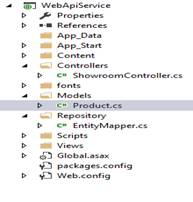 WebApiService
Properties
References
App_Data
App_Start
Content
Controllers
C# ShowroomController.cs
fonts
Models
C# Product.cs
Repository
C# EntityMapper.cs
Scripts
Views
Global.asax
packages.config
Web.config